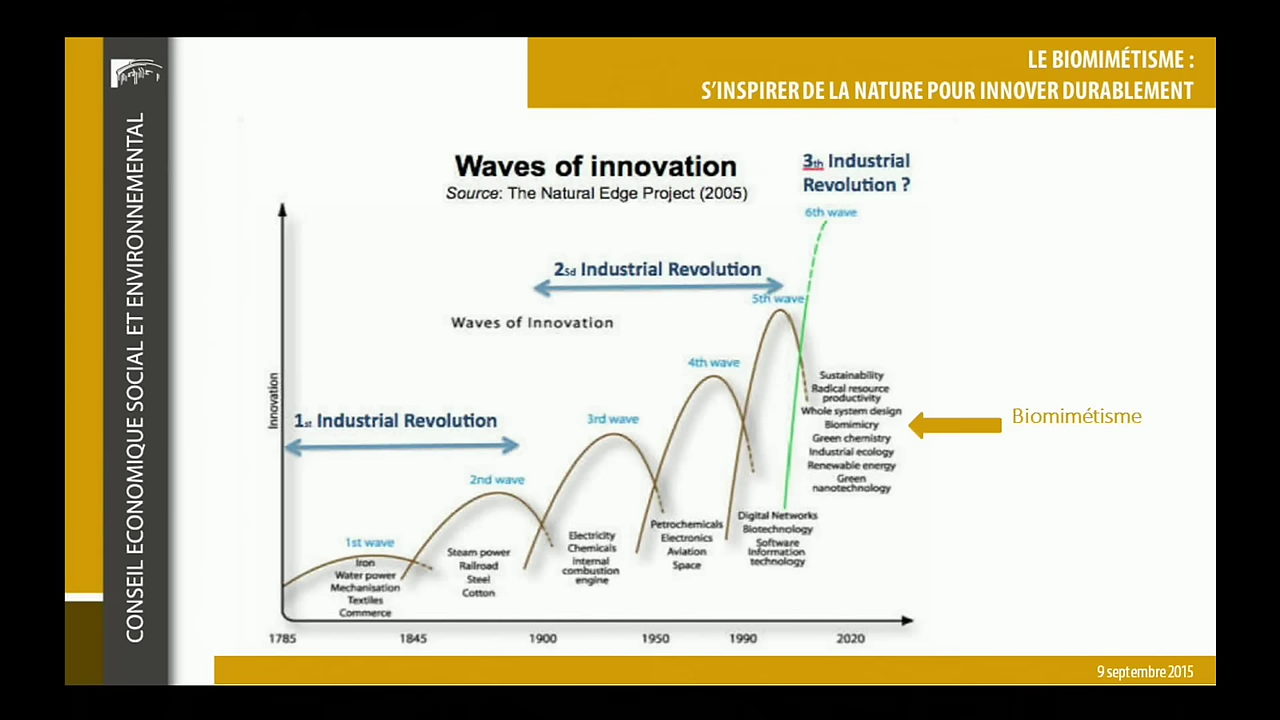 LE BIOMIMÉTISME :
S'INSPIRER DE LA NATURE POUR INNOVER DURABLEMENT
CONSEIL ECONOMIQUE SOCIAL ET ENVIRONNEMENTAL
Waves of innovation
Source: The Natural Edge Project (2005)
3th Industrial
Revolution ?
6th wave
2Sd Industrial Revolution
5th wave
Waves of Innovation
4th wave
Innovation
1st Industrial Revolution
3rd wave
2nd wave
1st wave
Iron
Water power
Mechanisation
Textiles
Commerce
Steam power
Railroad
Steel
Cotton
Electricity
Chemicals
Internal
combustion
engine
Petrochemicals
Electronics
Aviation
Space
Digital Networks
Biotechnology
Software
Information
technology
Sustainability
Radical resource
productivity
Whole system design
Biomimicry
Green chemistry
Industrial ecology
Renewable energy
Green
nanotechnology
Biomimétisme
1785
1845
1900
1950
1990
2020
9 septembre 2015